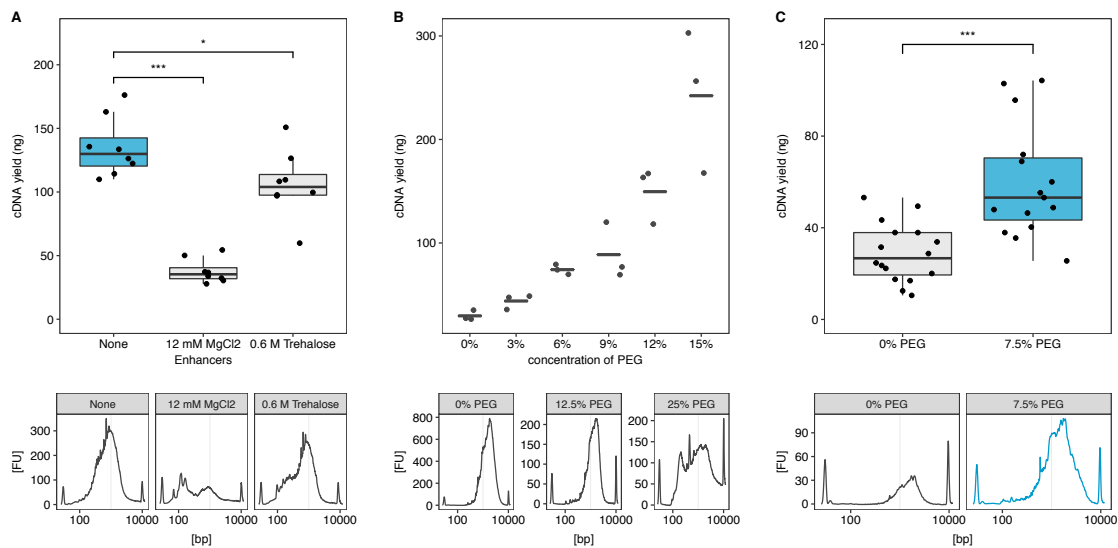 A
cDNA yield (ng)
200
150
100
50
0
*
***
None
12 mM MgCl2
0.6 M Trehalose
Enhancers
None
12 mM MgCl2
0.6 M Trehalose
[FU]
300
200
100
0
100
10000
100
10000
100
10000
[bp]
B
cDNA yield (ng)
300
200
100
0%
3%
6%
9%
12%
15%
concentration of PEG
0% PEG
12.5% PEG
25% PEG
[FU]
800
600
400
200
0
200
150
100
50
0
200
150
100
50
0
100
10000
100
10000
100
10000
[bp]
C
cDNA yield (ng)
120
80
40
0
***
0% PEG
7.5% PEG
0% PEG
7.5% PEG
[FU]
90
60
30
0
100
10000
100
10000
[bp]